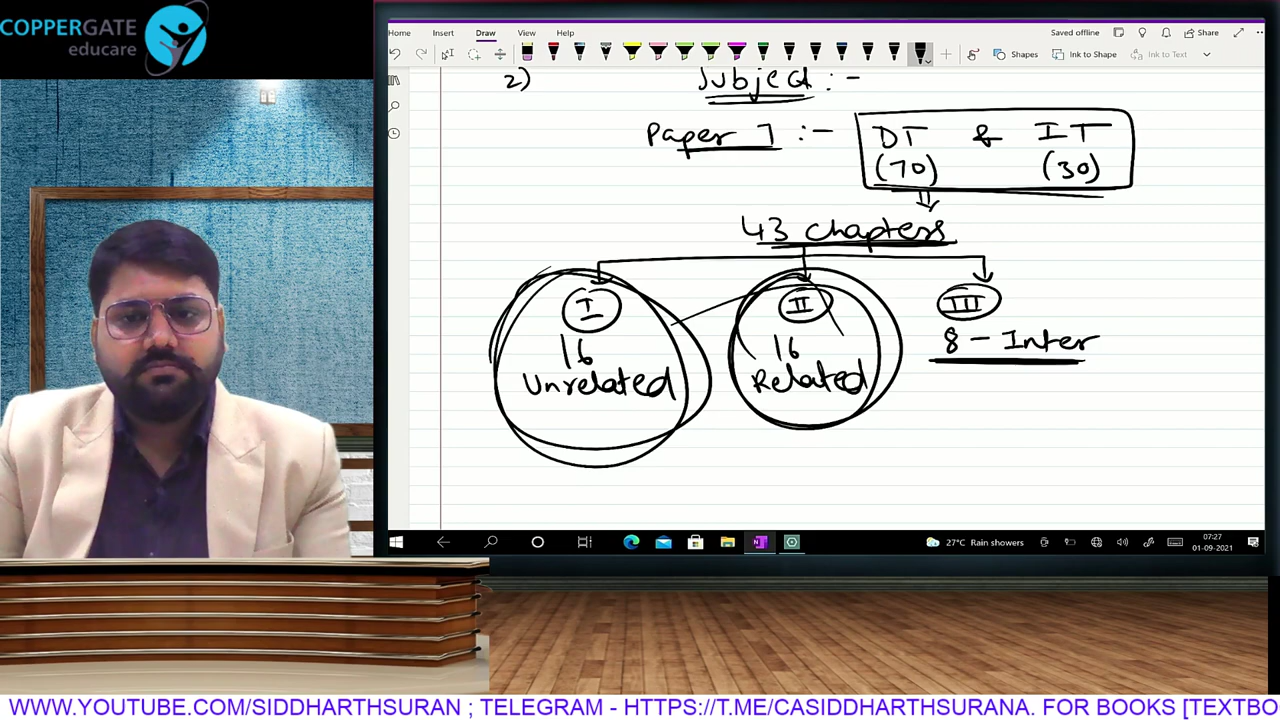 COPPERGATE
educare
Home Insert Draw View Help
Saved offline Share
Shapes Ink to Shape Ink to Text
2) Subject :-
Paper 7 :- DT & IT
(70) (30)
43 chapters
I II III
16 16 8 - Inter
Unrelated Related
27°C Rain showers
07:27
01-09-2021
WWW.YOUTUBE.COM/SIDDHARTHSURAN ; TELEGRAM - HTTPS://T.ME/CASIDDHARTHSURANA. FOR BOOKS [TEXTBO